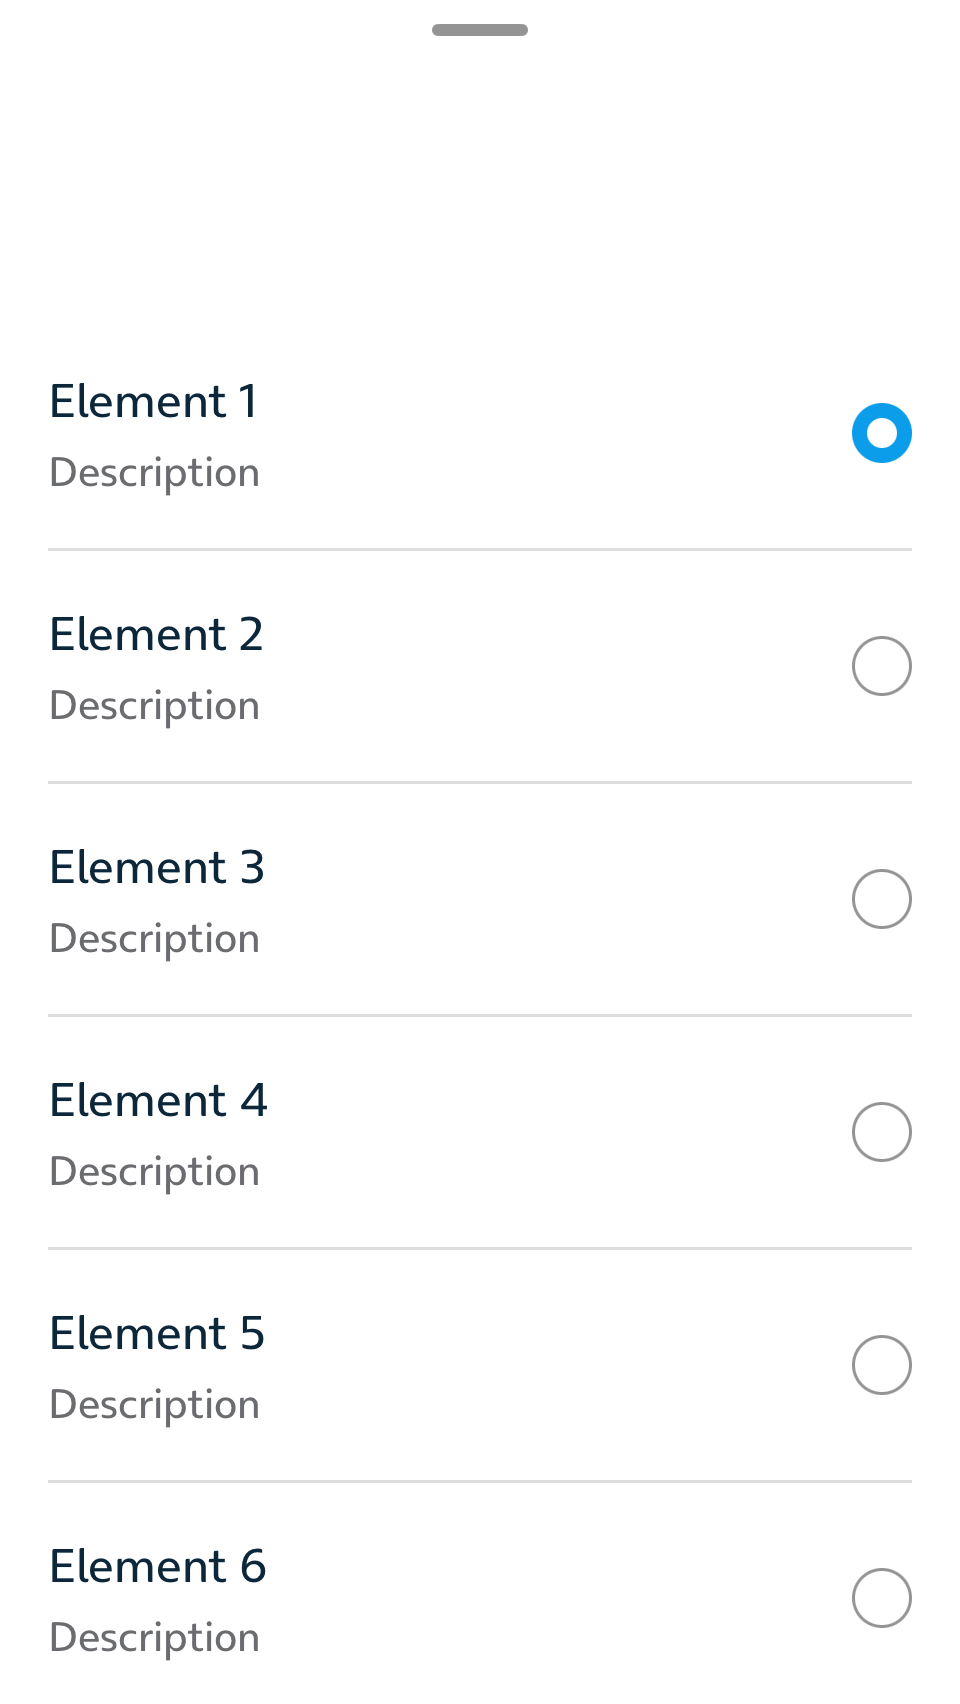 Element 1
Description
Element 2
Description
Element 3
Description
Element 4
Description
Element 5
Description
Element 6
Description